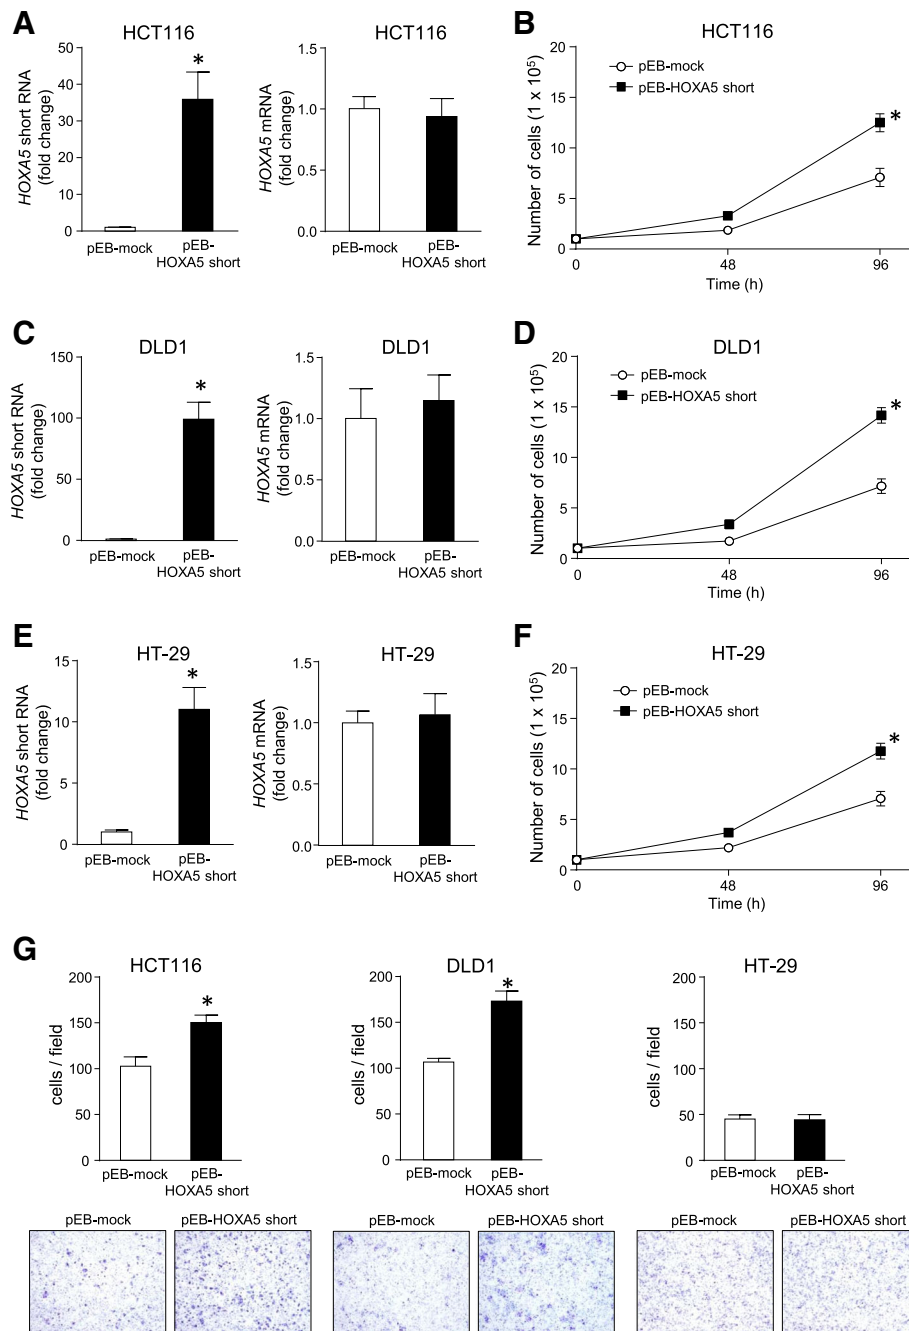 A
HCT116
HOXA5 short RNA
(fold change)
50
40
30
20
10
0
*
pEB-mock
pEB-
HOXA5 short
HCT116
HOXA5 mRNA
(fold change)
1.5
1.0
0.5
0.0
pEB-mock
pEB-
HOXA5 short
B
HCT116
Number of cells (1 x 10⁵)
20
15
10
5
0
pEB-mock
pEB-HOXA5 short
*
0
48
96
Time (h)
C
DLD1
HOXA5 short RNA
(fold change)
150
100
50
0
*
pEB-mock
pEB-
HOXA5 short
DLD1
HOXA5 mRNA
(fold change)
1.5
1.0
0.5
0.0
pEB-mock
pEB-
HOXA5 short
D
DLD1
Number of cells (1 x 10⁵)
20
15
10
5
0
pEB-mock
pEB-HOXA5 short
*
0
48
96
Time (h)
E
HT-29
HOXA5 short RNA
(fold change)
15
10
5
0
*
pEB-mock
pEB-
HOXA5 short
HT-29
HOXA5 mRNA
(fold change)
1.5
1.0
0.5
0.0
pEB-mock
pEB-
HOXA5 short
F
HT-29
Number of cells (1 x 10⁵)
20
15
10
5
0
pEB-mock
pEB-HOXA5 short
*
0
48
96
Time (h)
G
HCT116
cells / field
200
150
100
50
0
*
pEB-mock
pEB-
HOXA5 short
DLD1
cells / field
200
150
100
50
0
*
pEB-mock
pEB-
HOXA5 short
HT-29
cells / field
200
150
100
50
0
pEB-mock
pEB-
HOXA5 short
pEB-mock
pEB-HOXA5 short
pEB-mock
pEB-HOXA5 short
pEB-mock
pEB-HOXA5 short